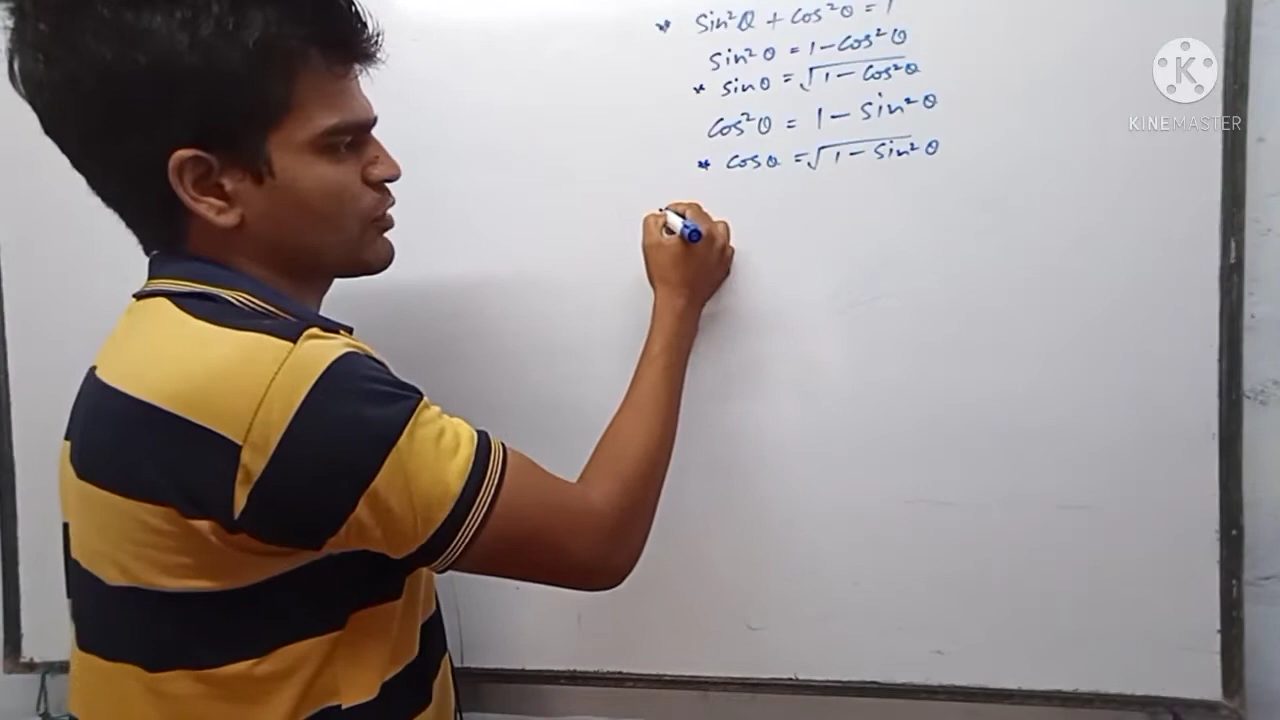 * Sin²θ + Cos²θ = 1
Sin²θ = 1 - Cos²θ
* Sinθ = √1 - Cos²θ
Cos²θ = 1 - Sin²θ
* Cosθ = √1 - Sin²θ
K
KINEMASTER